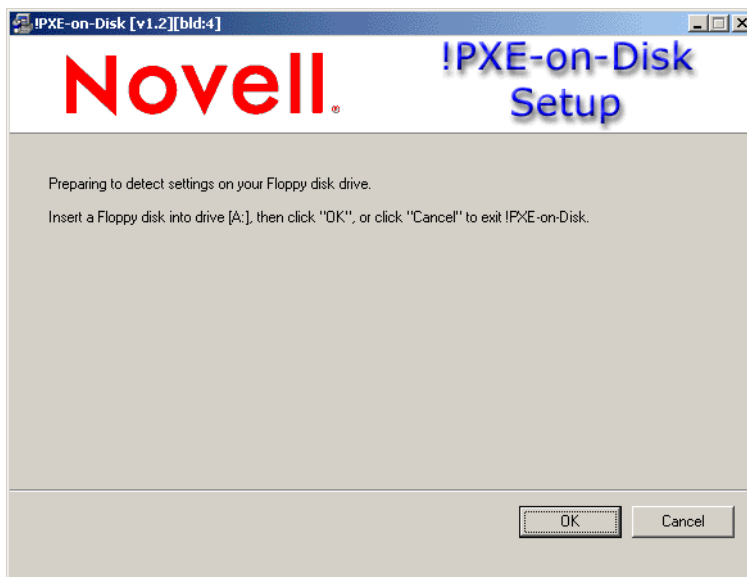 !PXE-on-Disk [v1.2][bld:4]
Novell®
!PXE-on-Disk
Setup
Preparing to detect settings on your Floppy disk drive.
Insert a Floppy disk into drive [A:], then click "OK", or click "Cancel" to exit !PXE-on-Disk.
OK
Cancel